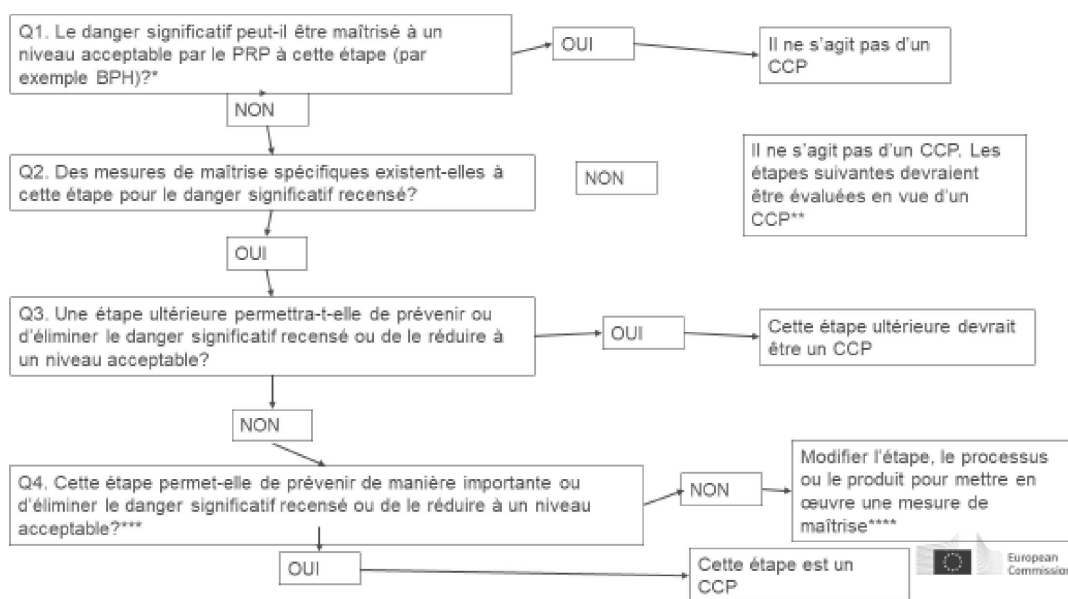 Q1. Le danger significatif peut-il être maîtrisé à un
niveau acceptable par le PRP à cette étape (par
exemple BPH)?*
OUI
Il ne s'agit pas d'un
CCP
NON
Q2. Des mesures de maîtrise spécifiques existent-elles à
cette étape pour le danger significatif recensé?
NON
Il ne s'agit pas d'un CCP. Les
étapes suivantes devraient
être évaluées en vue d'un
CCP**
OUI
Q3. Une étape ultérieure permettra-t-elle de prévenir ou
d'éliminer le danger significatif recensé ou de le réduire à
un niveau acceptable?
OUI
Cette étape ultérieure devrait
être un CCP
NON
Q4. Cette étape permet-elle de prévenir de manière importante ou
d'éliminer le danger significatif recensé ou de le réduire à un niveau
acceptable?***
NON
Modifier l'étape, le processus
ou le produit pour mettre en
œuvre une mesure de
maîtrise****
OUI
Cette étape est un
CCP
European
Commission